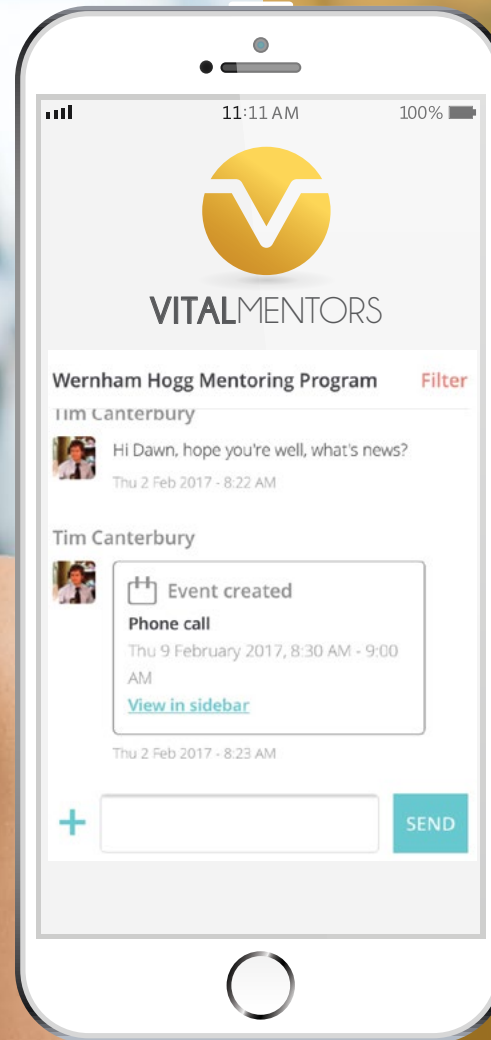 11:11 AM 100%
VITALMENTORS
Wernham Hogg Mentoring Program Filter
Tim Canterbury
Hi Dawn, hope you're well, what's news?
Thu 2 Feb 2017 - 8:22 AM
Tim Canterbury
Event created
Phone call
Thu 9 February 2017, 8:30 AM - 9:00
AM
View in sidebar
Thu 2 Feb 2017 - 8:23 AM
+
SEND